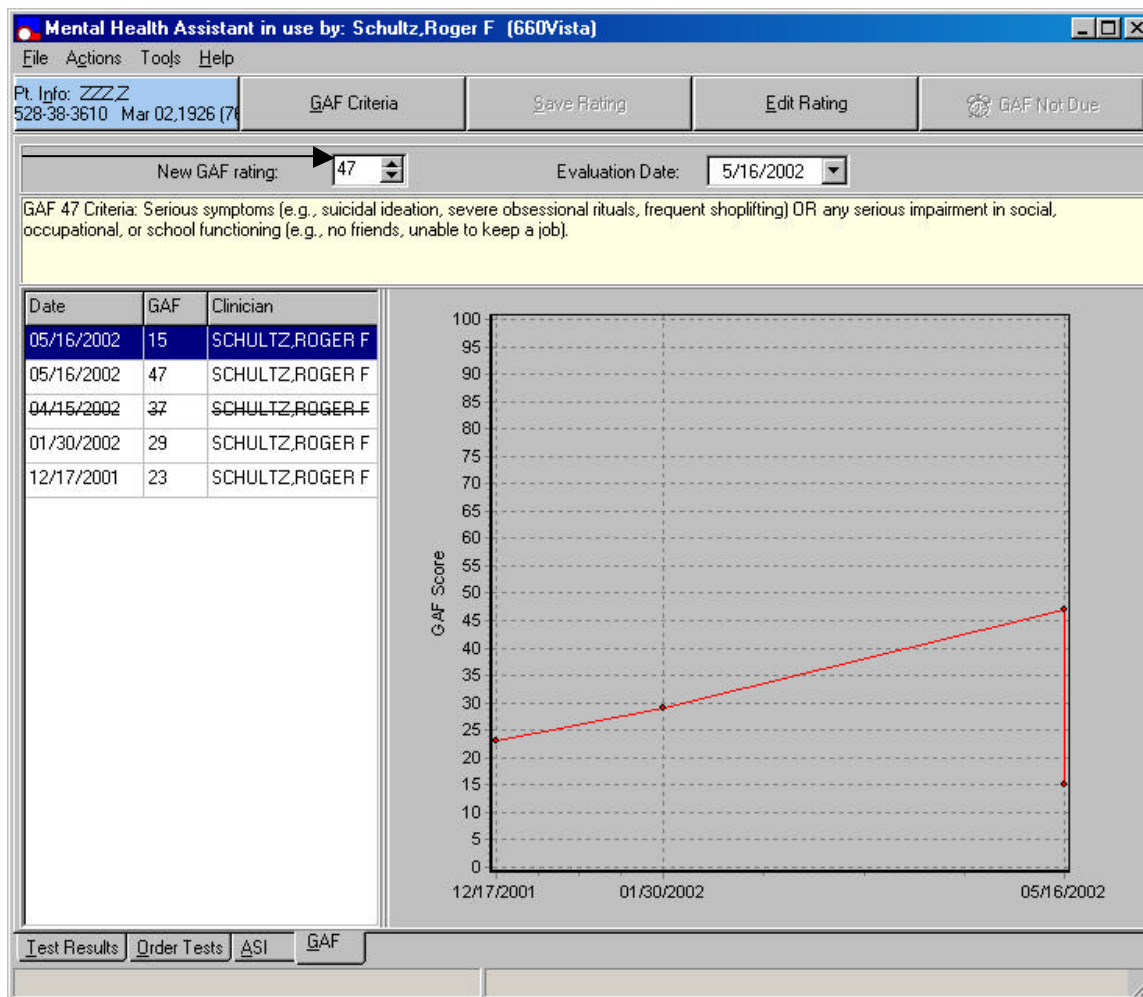 Mental Health Assistant in use by: Schultz,Roger F (660Vista)
File Actions Tools Help
Pt. Info: ZZZ,Z
528-38-3610 Mar 02,1926 (76
GAF Criteria
Save Rating
Edit Rating
GAF Not Due
New GAF rating: 47 Evaluation Date: 5/16/2002
GAF 47 Criteria: Serious symptoms (e.g., suicidal ideation, severe obsessional rituals, frequent shoplifting) OR any serious impairment in social,
occupational, or school functioning (e.g., no friends, unable to keep a job).
Date GAF Clinician
05/16/2002 15 SCHULTZ,ROGER F
05/16/2002 47 SCHULTZ,ROGER F
04/15/2002 37 SCHULTZ,ROGER F
01/30/2002 29 SCHULTZ,ROGER F
12/17/2001 23 SCHULTZ,ROGER F
100
95
90
85
80
75
70
65
60
55
50
45
40
35
30
25
20
15
10
5
0
GAF Score
12/17/2001 01/30/2002 05/16/2002
Test Results Order Tests ASI GAF